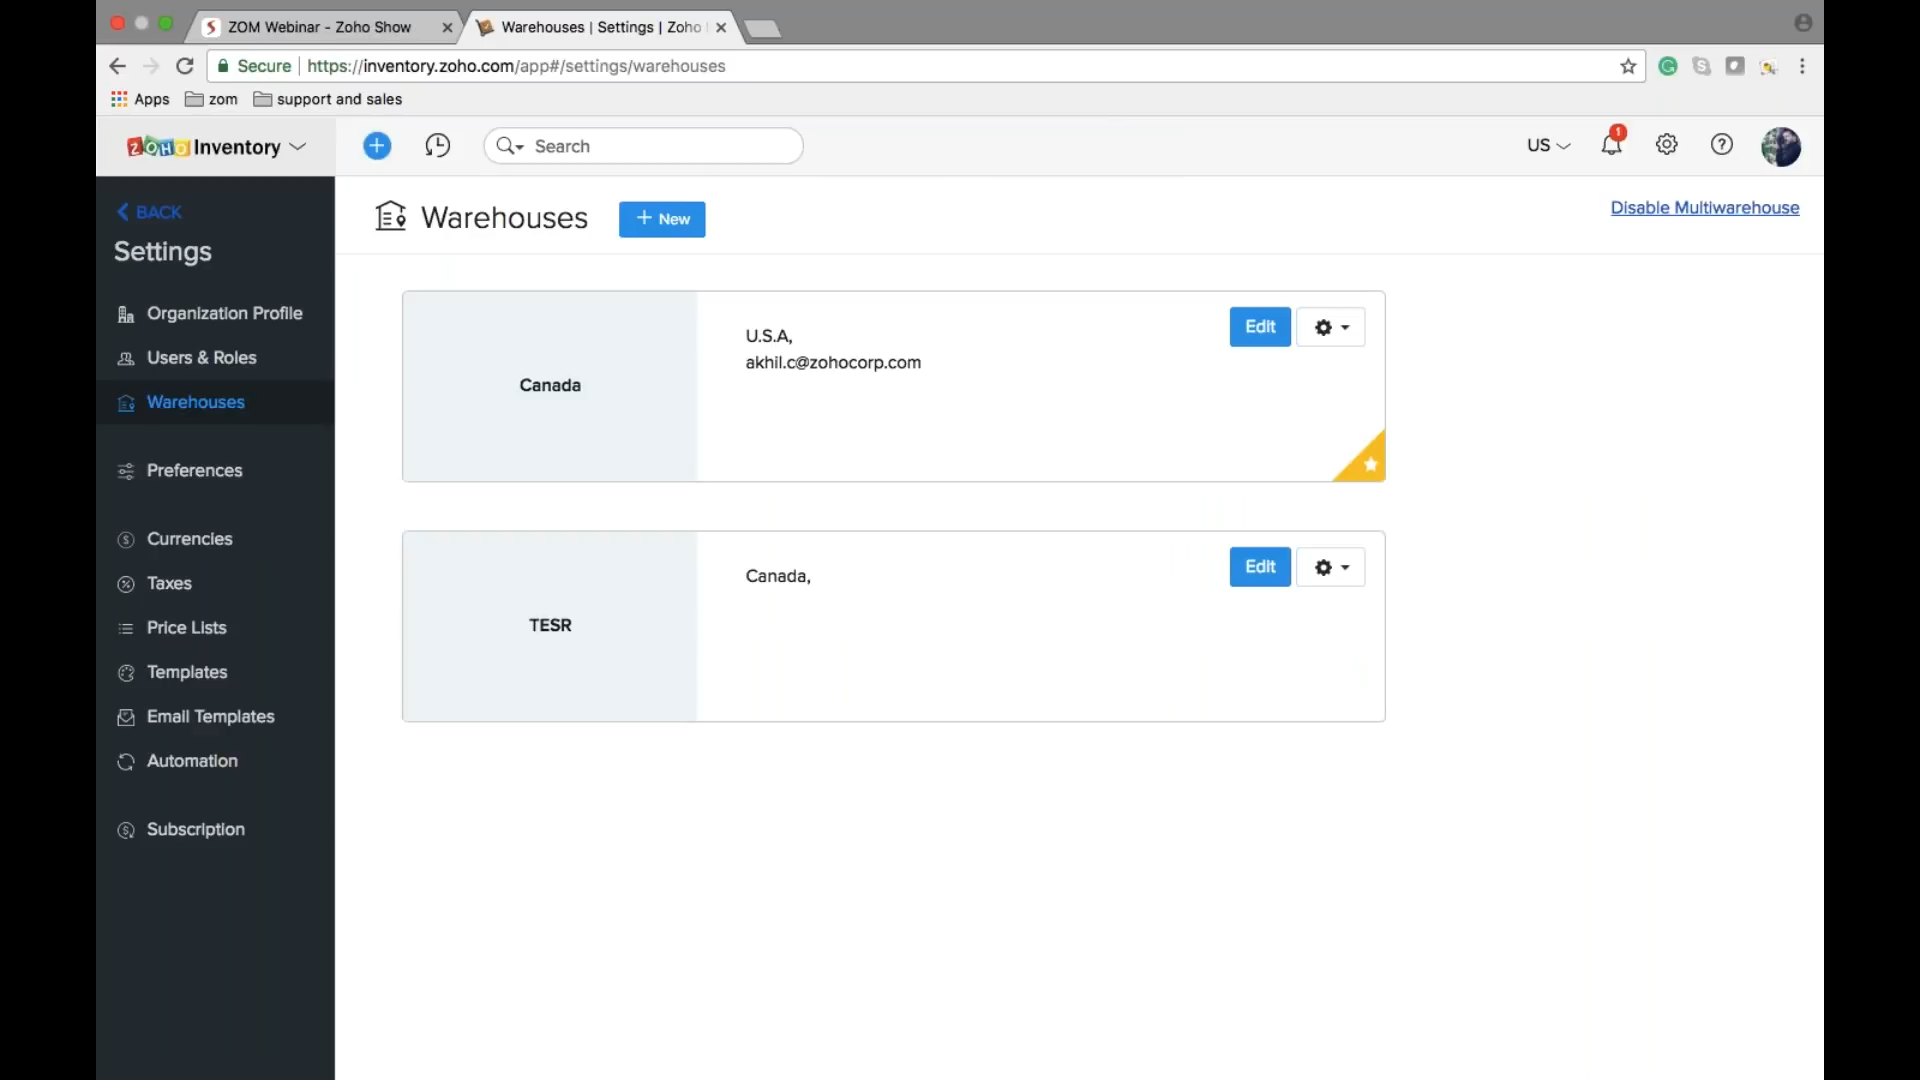 ZOM Webinar - Zoho Show
Warehouses | Settings | Zoho
Secure
https://inventory.zoho.com/app#/settings/warehouses
Apps
zom
support and sales
ZOHO Inventory
Search
US
1
BACK
Settings
Organization Profile
Users & Roles
Warehouses
Preferences
Currencies
Taxes
Price Lists
Templates
Email Templates
Automation
Subscription
Warehouses
+ New
Disable Multiwarehouse
Canada
U.S.A,
akhil.c@zohocorp.com
Edit
TESR
Canada,
Edit